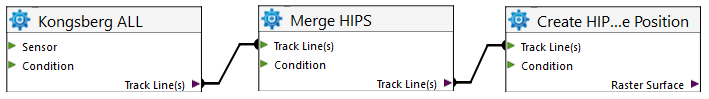 Kongsberg ALL
Sensor
Condition
Track Line(s)
Merge HIPS
Track Line(s)
Condition
Track Line(s)
Create HIP...e Position
Track Line(s)
Condition
Raster Surface